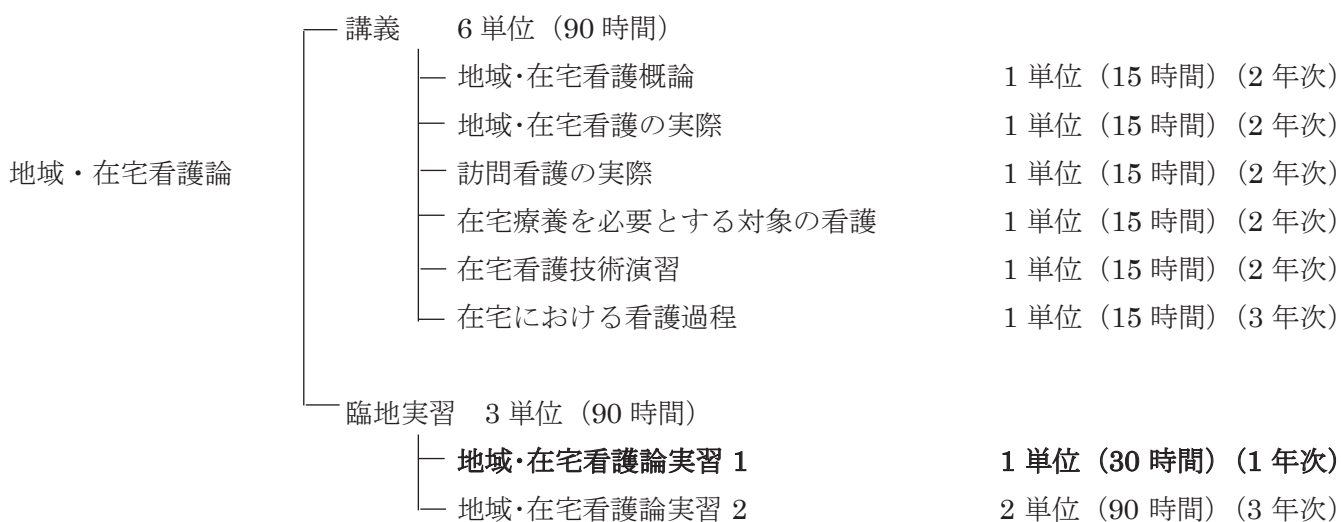 講義 6単位（90時間）
地域･在宅看護概論 1単位（15時間）（2年次）
地域･在宅看護の実際 1単位（15時間）（2年次）
地域・在宅看護論 訪問看護の実際 1単位（15時間）（2年次）
在宅療養を必要とする対象の看護 1単位（15時間）（2年次）
在宅看護技術演習 1単位（15時間）（2年次）
在宅における看護過程 1単位（15時間）（3年次）
臨地実習 3単位（90時間）
地域･在宅看護論実習 1 1単位（30時間）（1年次）
地域･在宅看護論実習 2 2単位（90時間）（3年次）